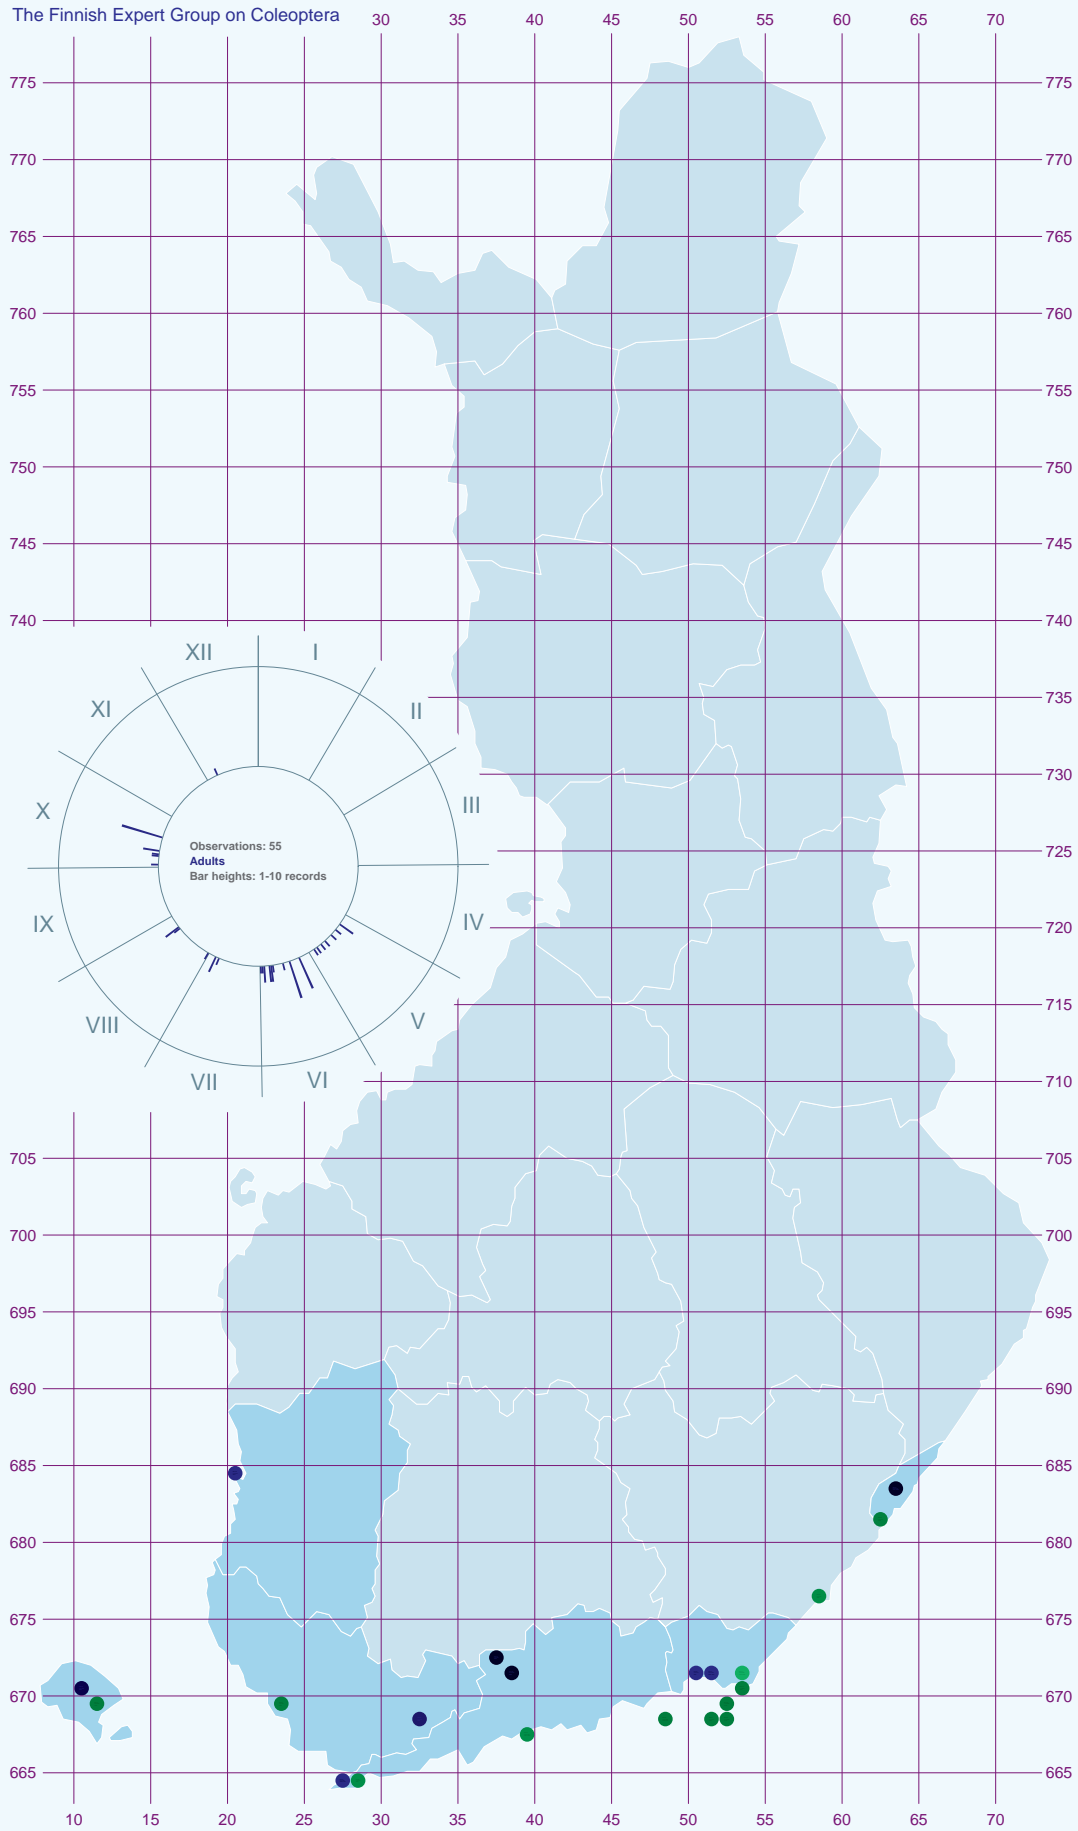 The Finnish Expert Group on Coleoptera
30 40 45 50 55 60 65 70
35
775 775
770 770
765 765
760 760
755 755
750 750
745 745
740 740
XII I
XI II
735
730
X III
725
IX IV
720
VIII V
715
VII VI
710
Observations: 55
Adults
Bar heights: 1-10 records
705 705
700 700
695 695
690 690
685 685
680 680
675 675
670 670
665 665
10 15 20 25 30 35 40 45 50 55 60 65 70